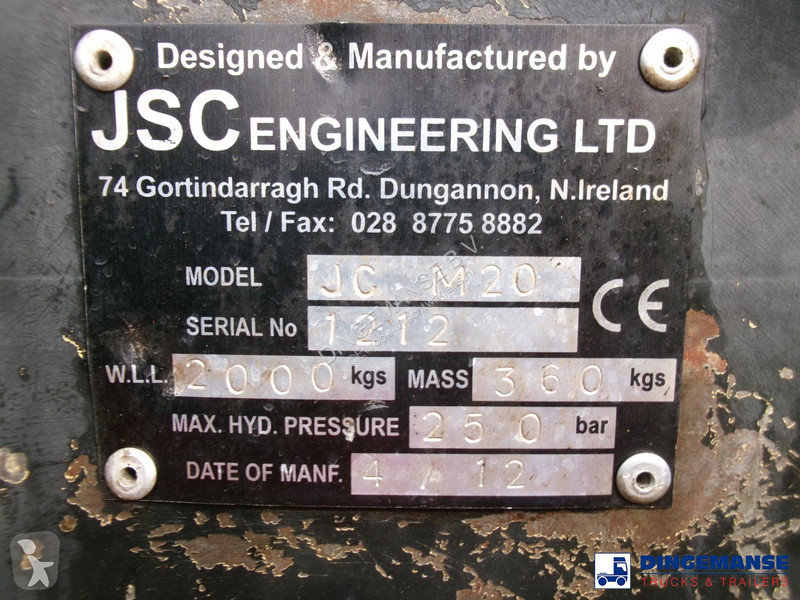 Designed & Manufactured by
JSC ENGINEERING LTD
74 Gortindarragh Rd. Dungannon, N.Ireland
Tel / Fax: 028 8775 8882
MODEL JC M20
SERIAL No 1212
CE
W.L.L. 2000 kgs MASS 360 kgs
MAX. HYD. PRESSURE 250 bar
DATE OF MANF. 4 / 12
DINGEMANSE
TRUCKS & TRAILERS